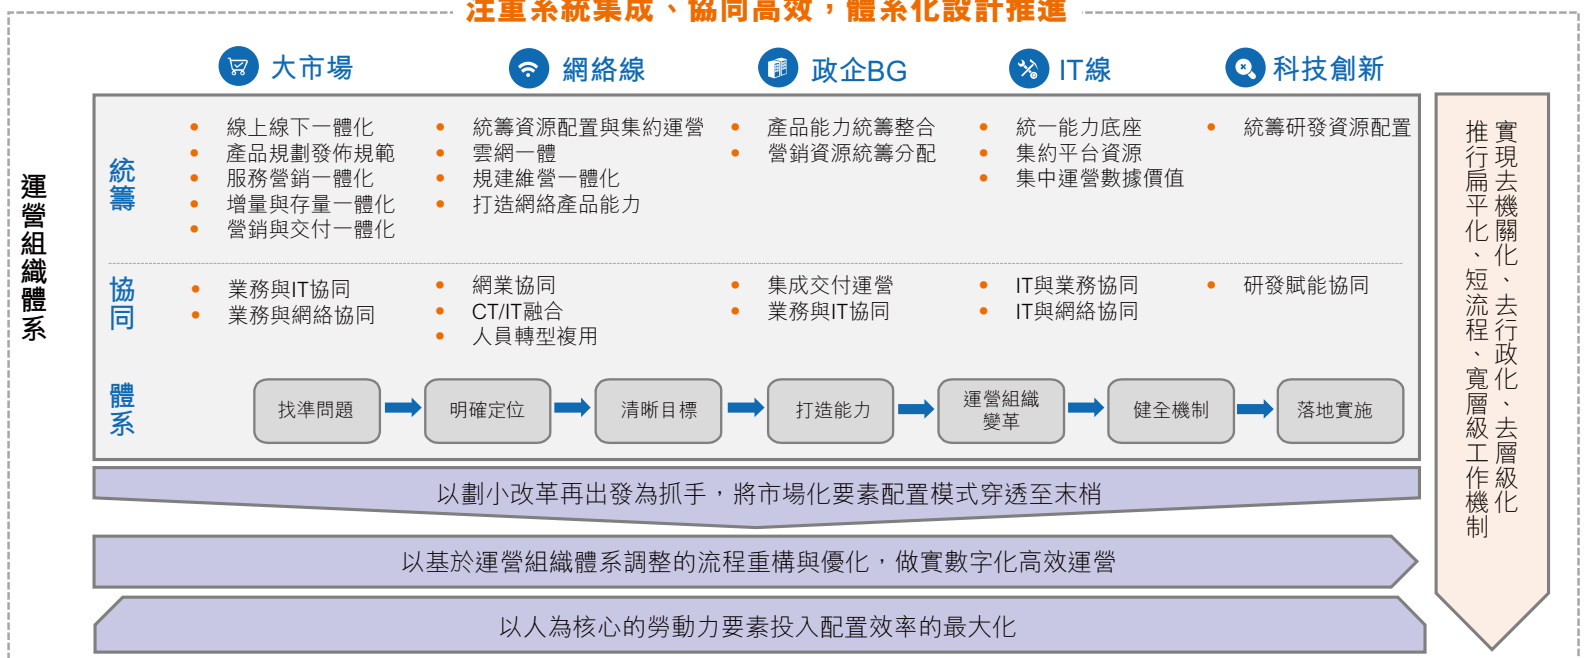 注重系統集成、協同高效，體系化設計推進
大市場
網絡線
政企BG
IT線
科技創新
運營組織體系
統籌
線上線下一體化
產品規劃發佈規範
服務營銷一體化
增量與存量一體化
營銷與交付一體化
統籌資源配置與集約運營
雲網一體
規建維營一體化
打造網絡產品能力
產品能力統籌整合
營銷資源統籌分配
統一能力底座
集約平台資源
集中運營數據價值
統籌研發資源配置
協同
業務與IT協同
業務與網絡協同
網業協同
CT/IT融合
人員轉型複用
集成交付運營
業務與IT協同
IT與業務協同
IT與網絡協同
研發賦能協同
體系
找準問題
明確定位
清晰目標
打造能力
運營組織
變革
健全機制
落地實施
以劃小改革再出發為抓手，將市場化要素配置模式穿透至末梢
以基於運營組織體系調整的流程重構與優化，做實數字化高效運營
以人為核心的勞動力要素投入配置效率的最大化
實現去機關化、去行政化、去層級化
推行扁平化、短流程、寬層級工作機制